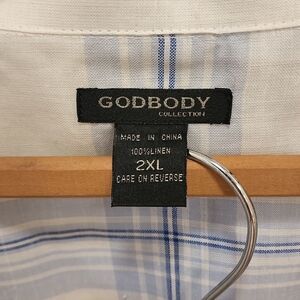 GODBODY
COLLECTION
MADE IN CHINA
100%LINEN
2XL
CARE ON REVERSE